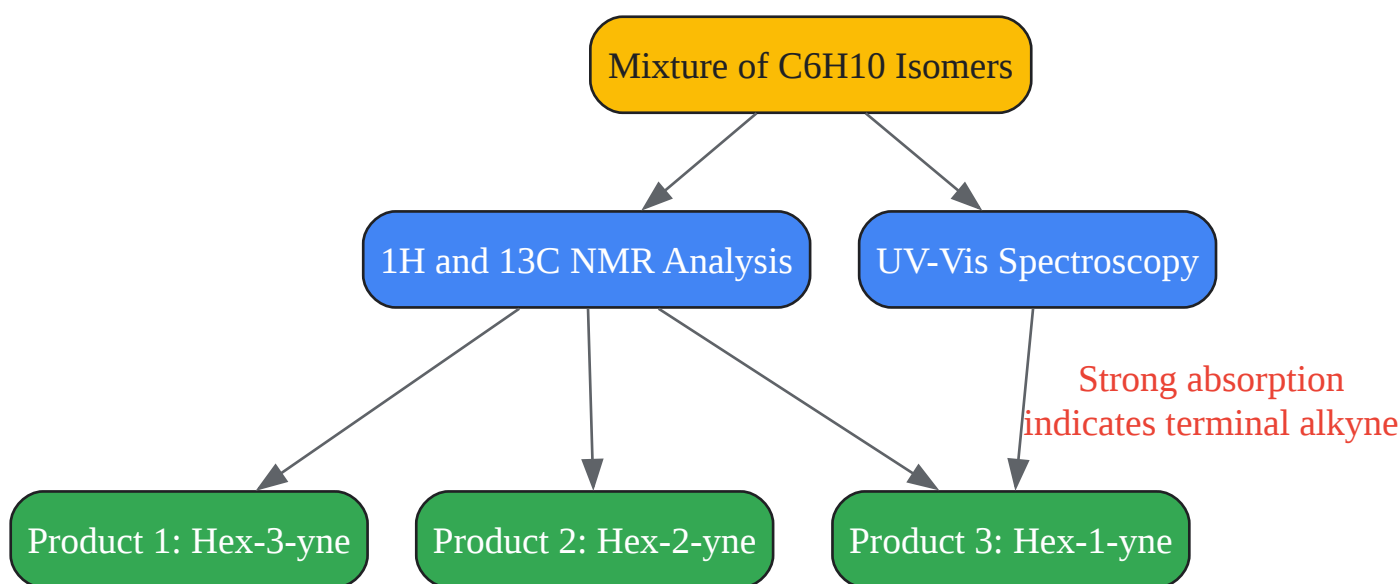 Mixture of C6H10 Isomers
1H and 13C NMR Analysis
UV-Vis Spectroscopy
Strong absorption
indicates terminal alkyne
Product 1: Hex-3-yne
Product 2: Hex-2-yne
Product 3: Hex-1-yne